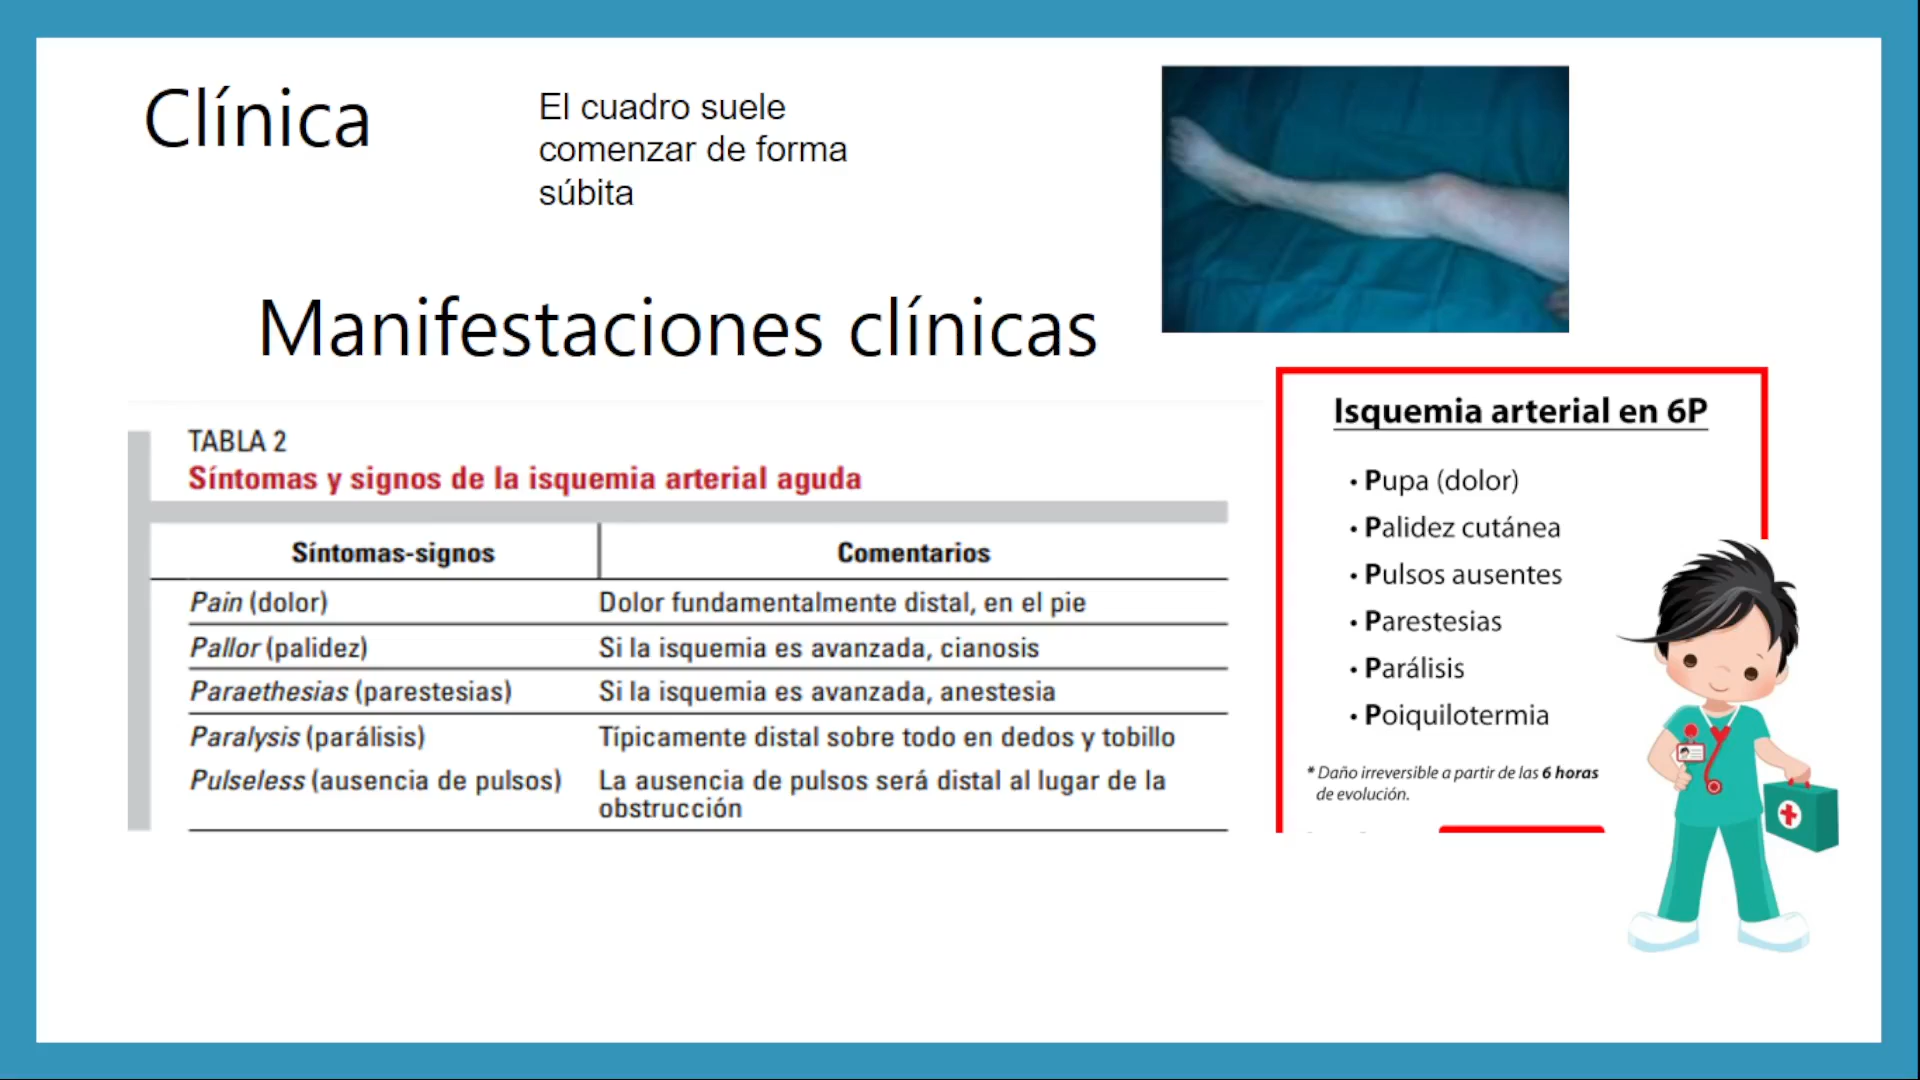 Clínica
El cuadro suele
comenzar de forma
súbita
Manifestaciones clínicas
TABLA 2
Síntomas y signos de la isquemia arterial aguda
Síntomas-signos Comentarios
Pain (dolor) Dolor fundamentalmente distal, en el pie
Pallor (palidez) Si la isquemia es avanzada, cianosis
Paraethesias (parestesias) Si la isquemia es avanzada, anestesia
Paralysis (parálisis) Típicamente distal sobre todo en dedos y tobillo
Pulseless (ausencia de pulsos) La ausencia de pulsos será distal al lugar de la
obstrucción
Isquemia arterial en 6P
• Pupa (dolor)
• Palidez cutánea
• Pulsos ausentes
• Parestesias
• Parálisis
• Poiquilotermia
* Daño irreversible a partir de las 6 horas
de evolución.